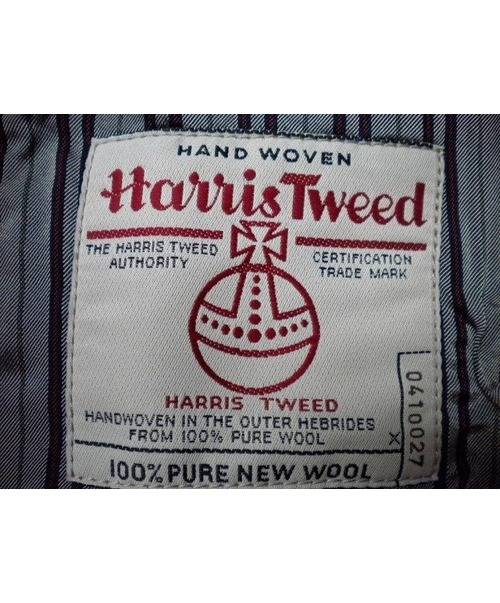 HAND WOVEN
Harris Tweed
THE HARRIS TWEED
AUTHORITY
CERTIFICATION
TRADE MARK
HARRIS TWEED
HANDWOVEN IN THE OUTER HEBRIDES
FROM 100% PURE WOOL
X 0410027
100% PURE NEW WOOL